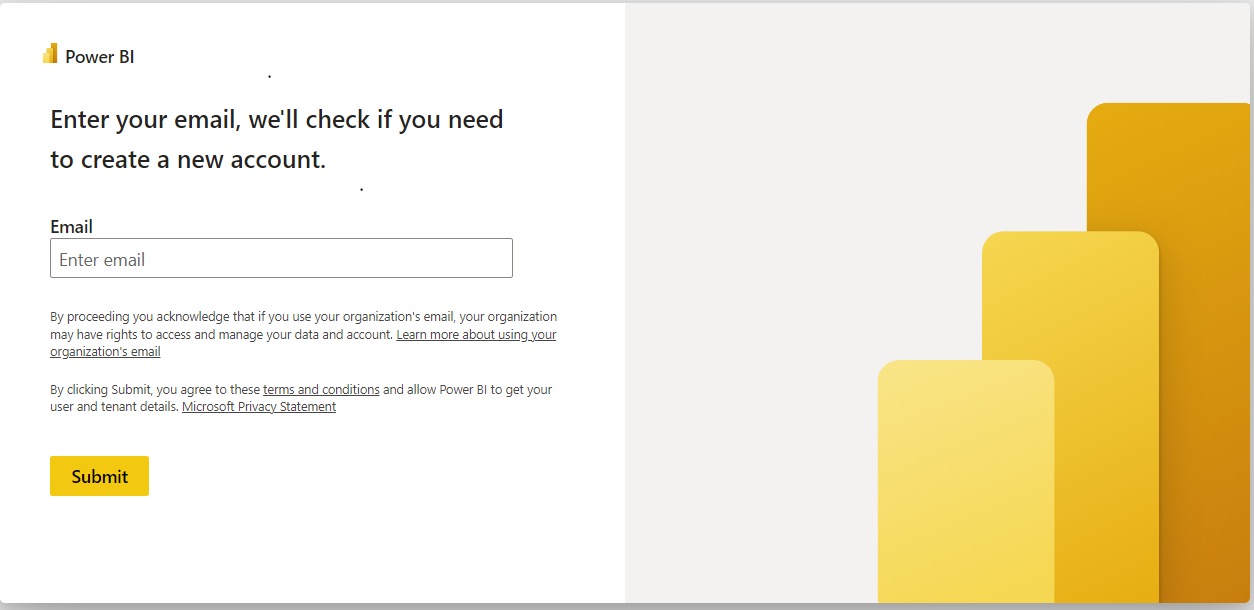 Power BI
Enter your email, we'll check if you need
to create a new account.
Email
Enter email
By proceeding you acknowledge that if you use your organization's email, your organization
may have rights to access and manage your data and account. Learn more about using your
organization's email
By clicking Submit, you agree to these terms and conditions and allow Power BI to get your
user and tenant details. Microsoft Privacy Statement
Submit